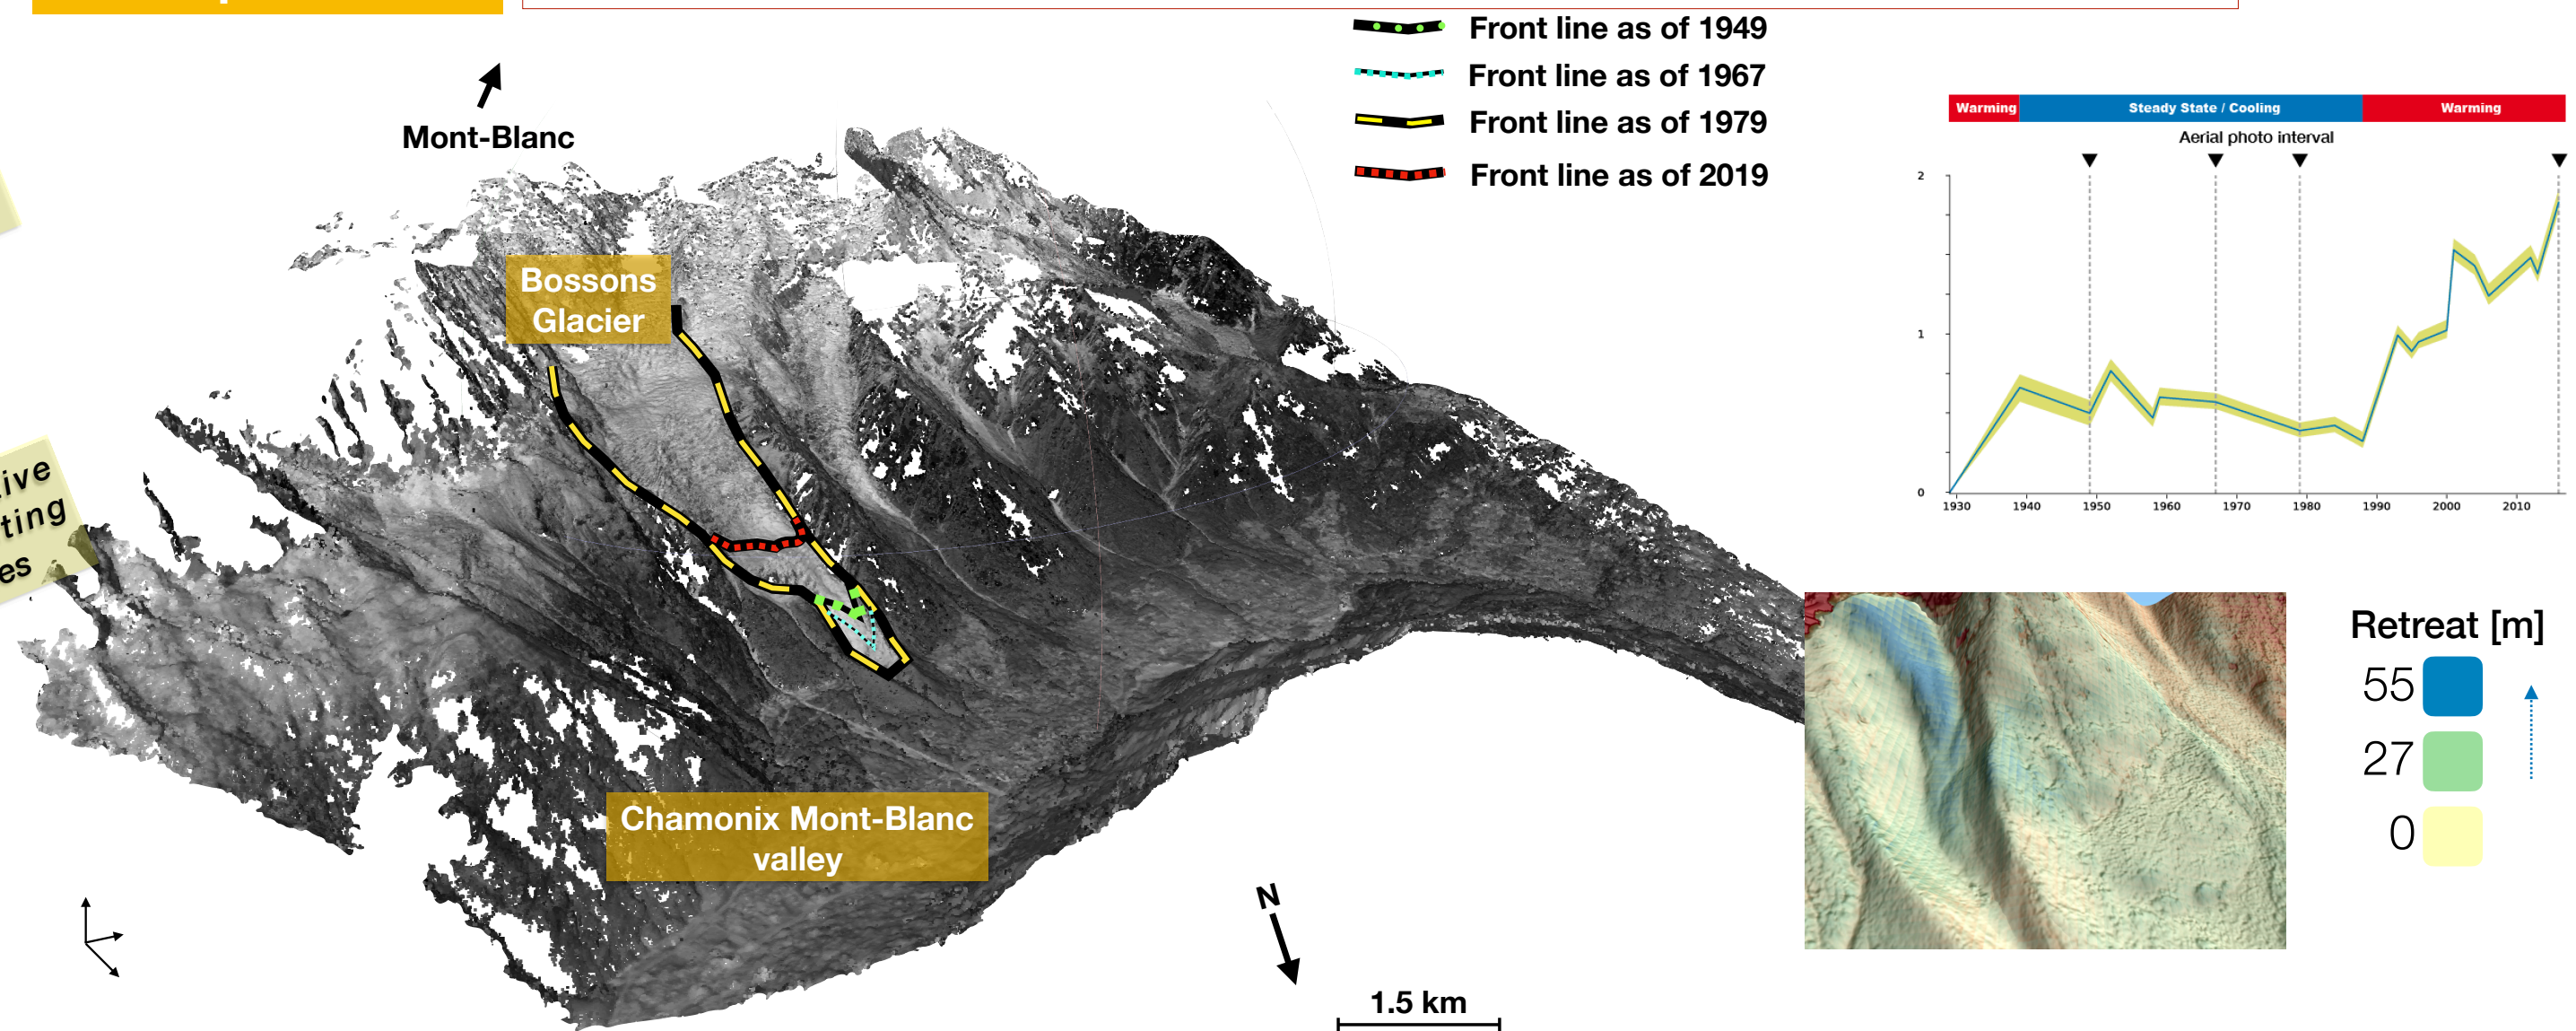 Front line as of 1949
Front line as of 1967
Front line as of 1979
Front line as of 2019
Mont-Blanc
Bossons
Glacier
Chamonix Mont-Blanc
valley
N
1.5 km
Warming
Steady State / Cooling
Warming
Aerial photo interval
2
1
0
1930
1940
1950
1960
1970
1980
1990
2000
2010
Retreat [m]
55
27
0